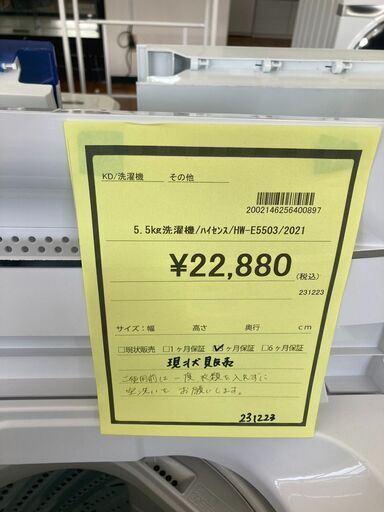 KD/洗濯機 その他
2002146256400897
5.5kg洗濯機/ﾊｲｾﾝｽ/HW-E5503/2021
¥22,880(税込)
231223
サイズ：幅 高さ 奥行 cm
□現状販売 □1ヶ月保証 ☑ヶ月保証 □6ヶ月保証
現状販売
ご使用前は一度衣類を入れずに
空洗いを お願いします。
231223